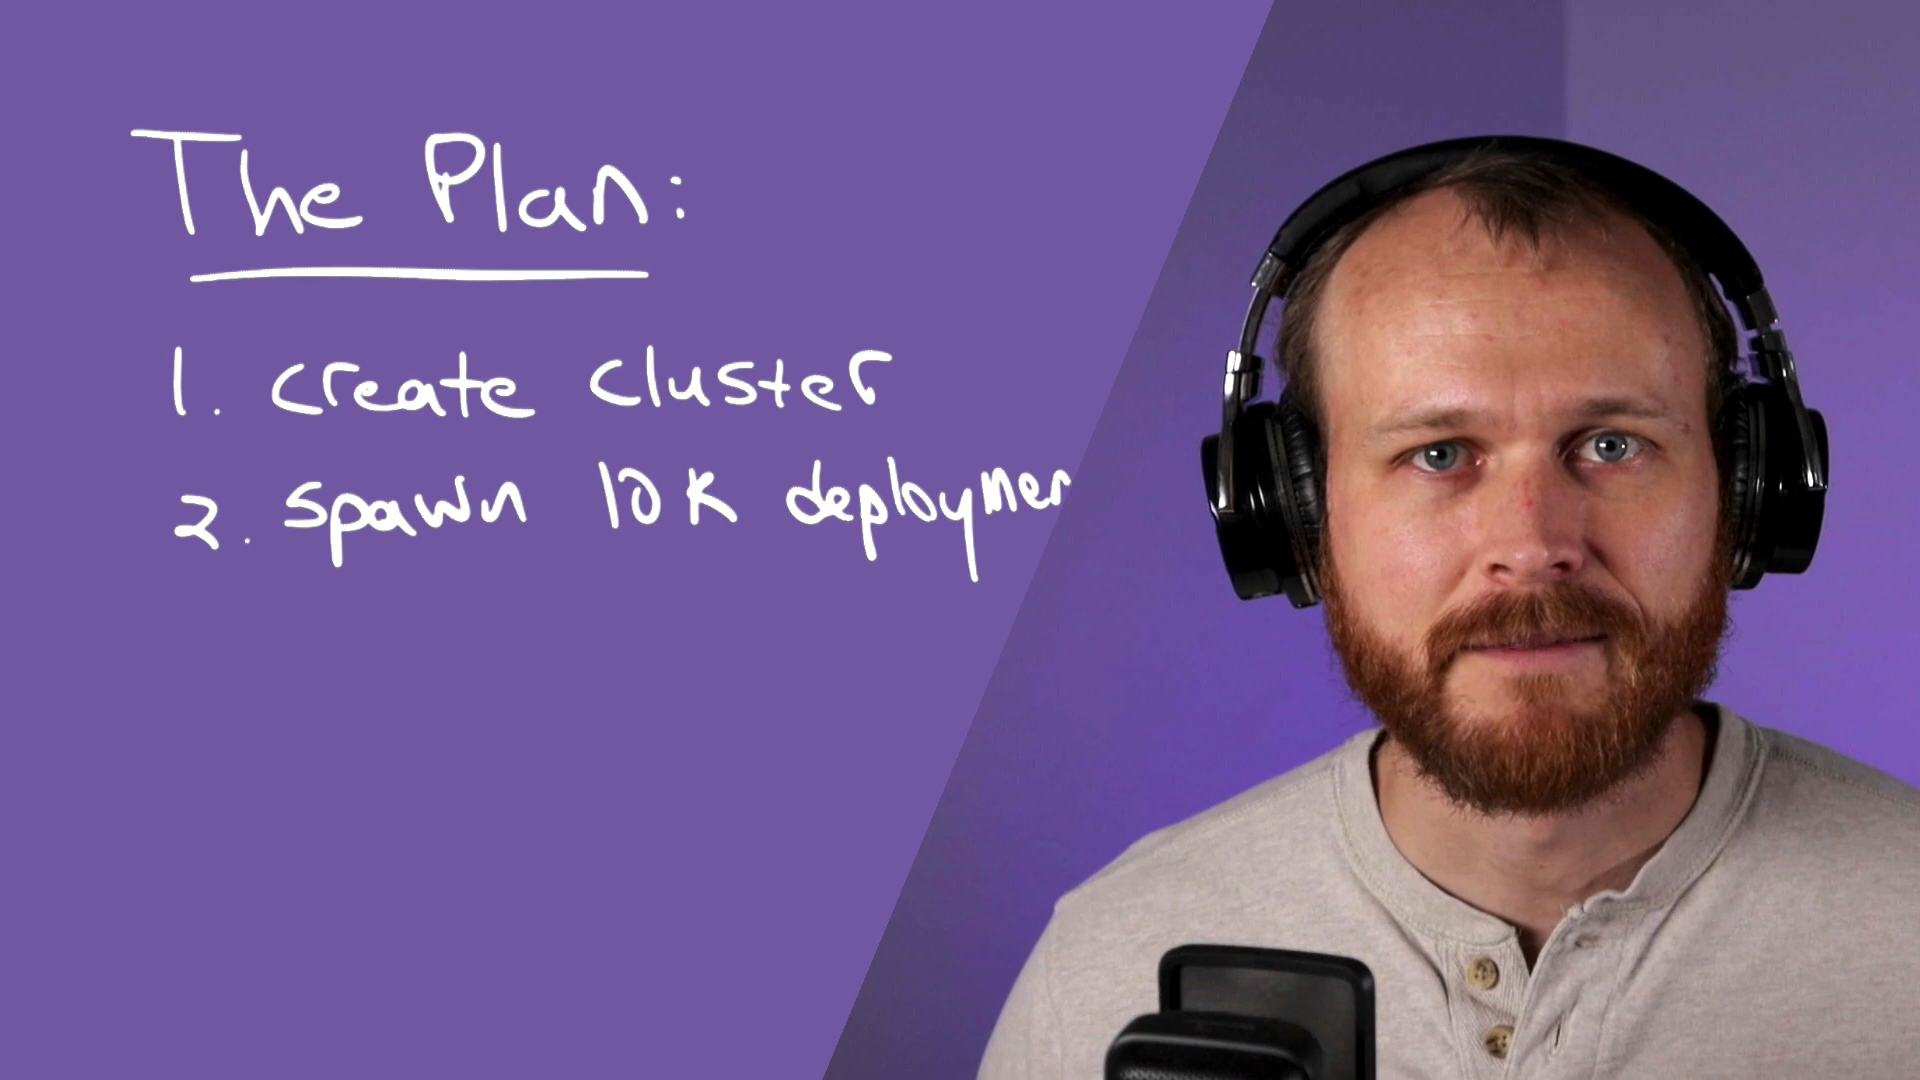 The Plan:
1. create cluster
2. spawn 10K deploymen